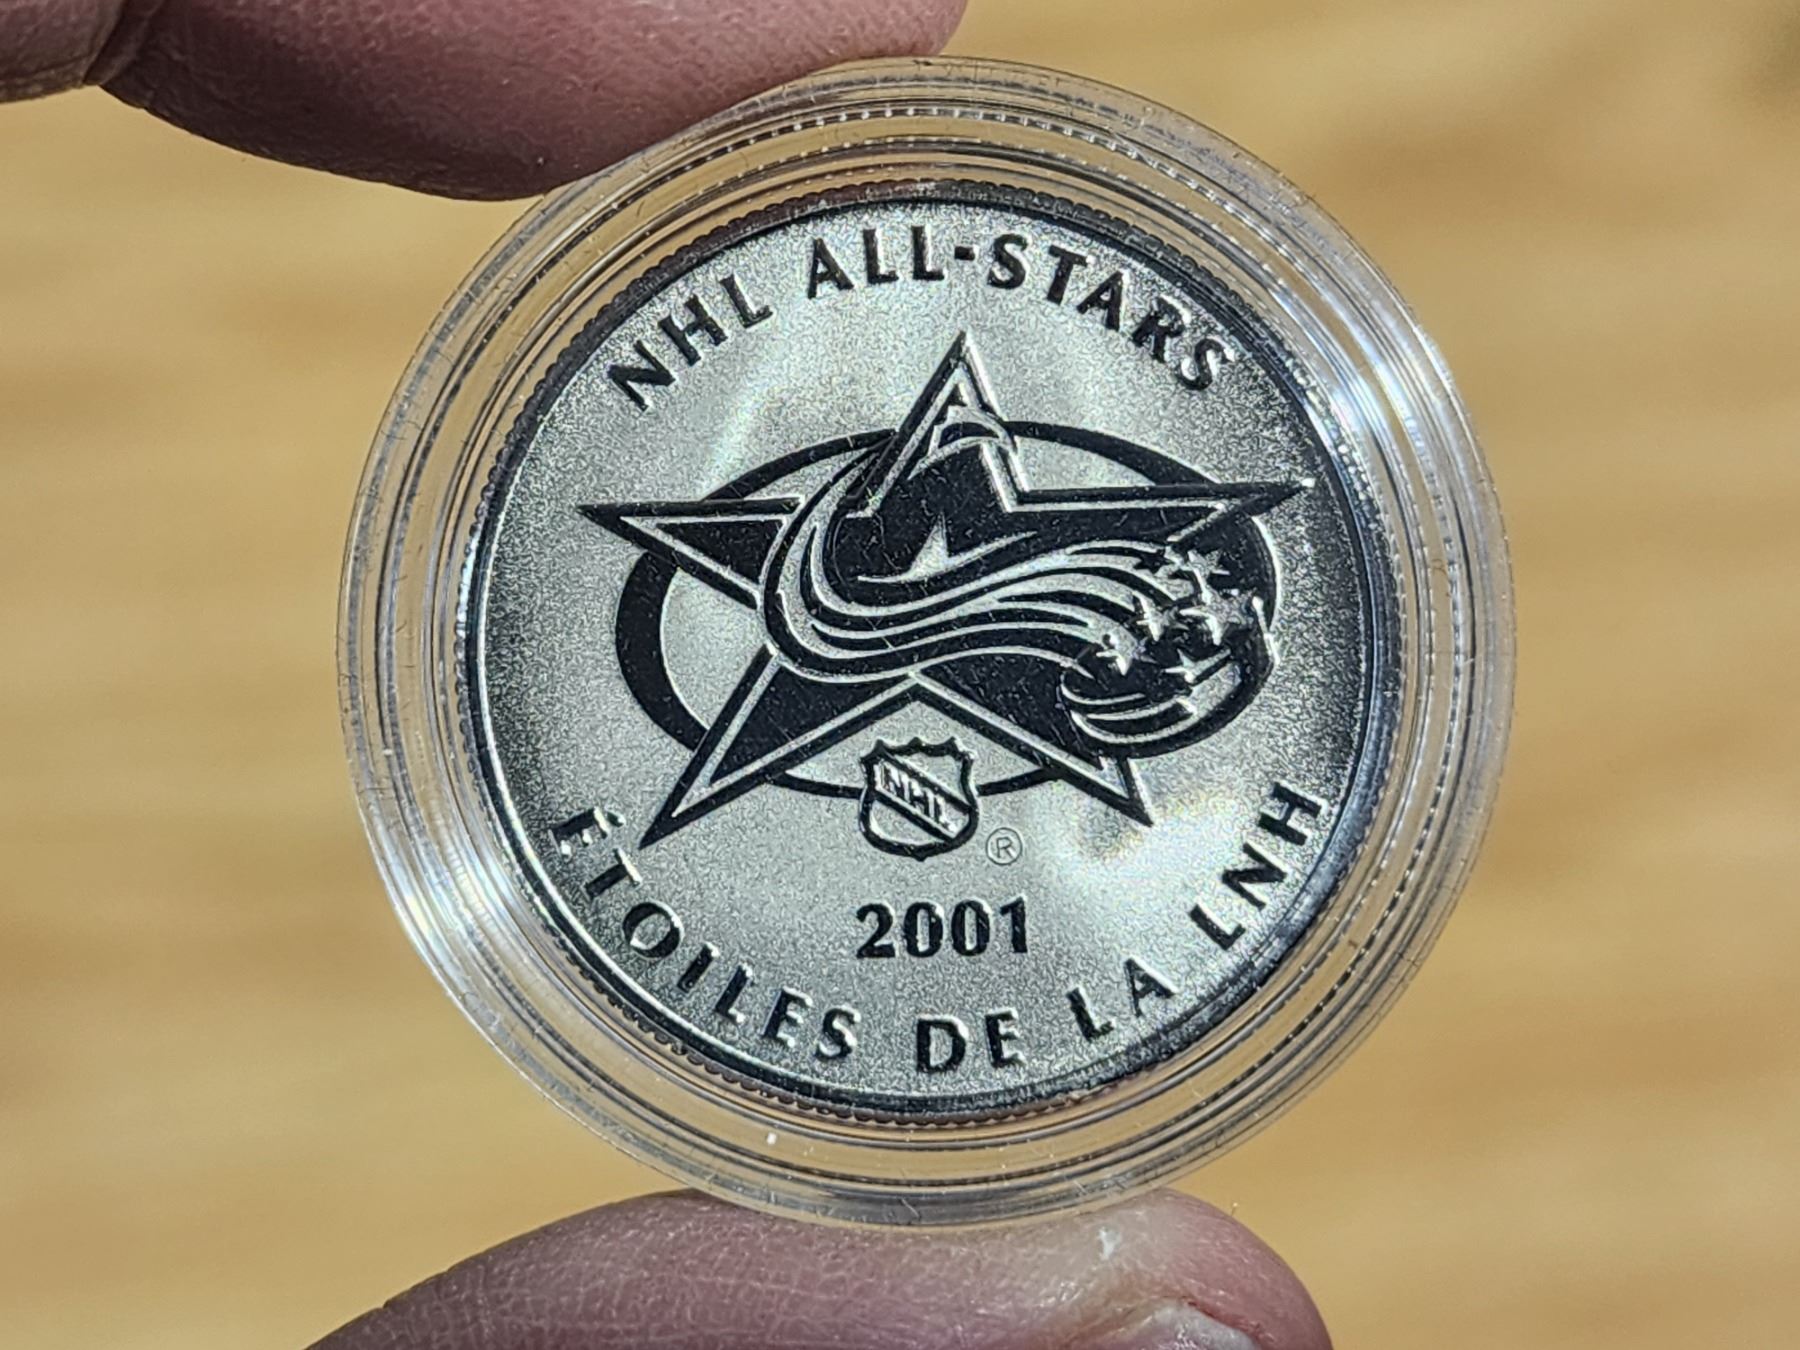 NHL ALL-STARS
NHL
®
2001
ÉTOILES DE LA LNH